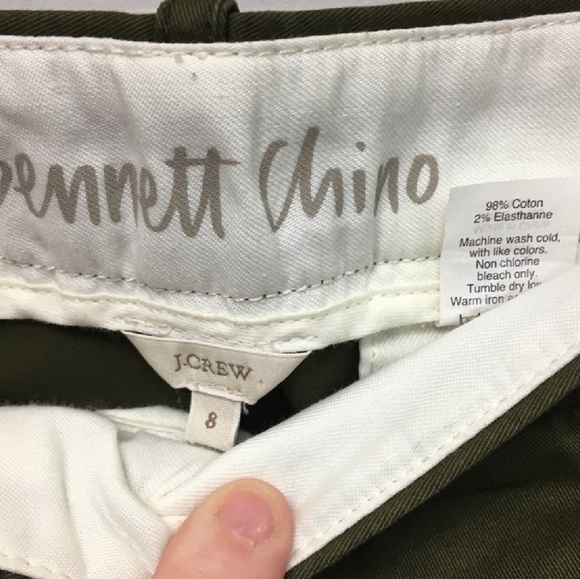 bennett Chino
98% Coton
2% Elasthanne
Machine wash cold,
with like colors.
Non chlorine
bleach only.
Tumble dry low
Warm iron
J.CREW
8